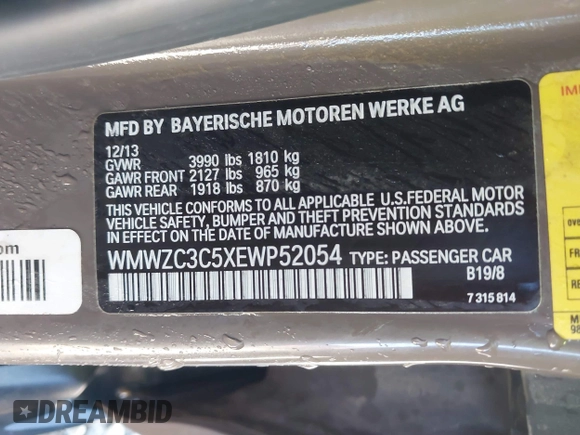 MFD BY BAYERISCHE MOTOREN WERKE AG
12/13
GVWR 3990 lbs 1810 kg
GAWR FRONT 2127 lbs 965 kg
GAWR REAR 1918 lbs 870 kg
THIS VEHICLE CONFORMS TO ALL APPLICABLE U.S.FEDERAL MOTOR
VEHICLE SAFETY, BUMPER AND THEFT PREVENTION STANDARDS
IN EFFECT ON THE DATE OF MANUFACTURE SHOWN ABOVE.
WMWZC3C5XEWP52054 TYPE: PASSENGER CAR
B19/8
7 315 814
DREAMBID